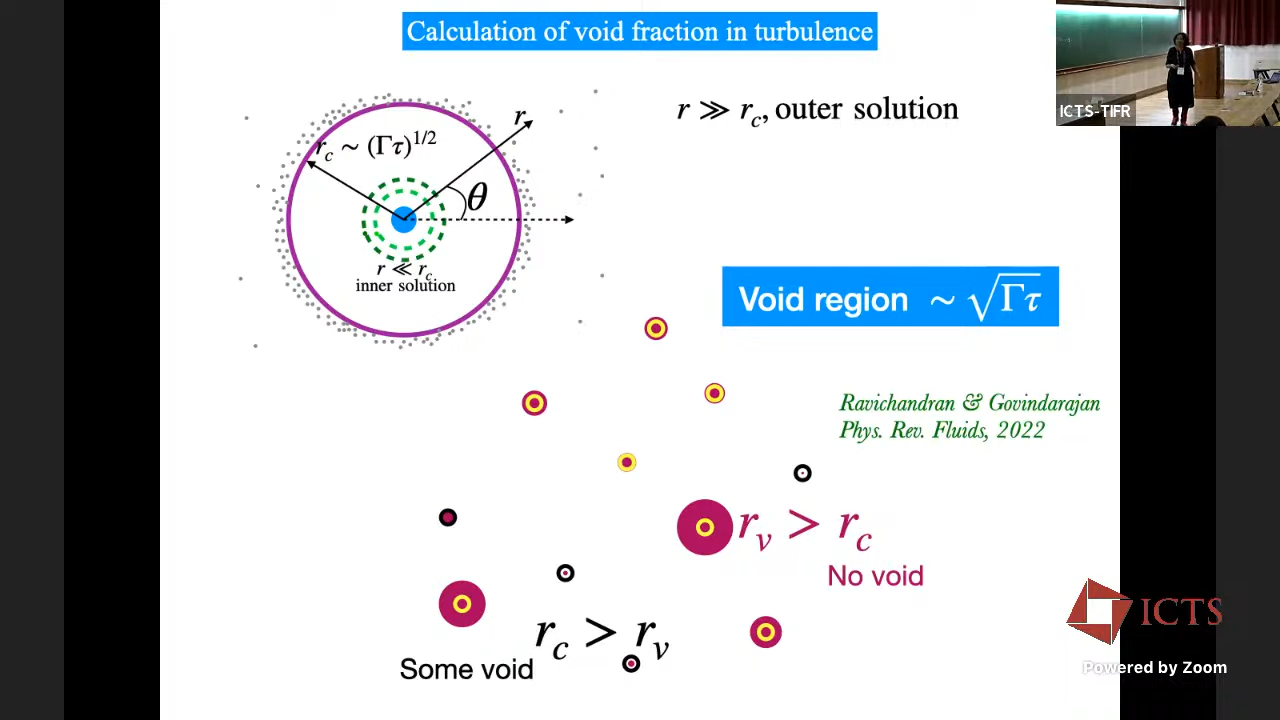 Calculation of void fraction in turbulence
ICTS-TIFR
r ≫ r_c, outer solution
r
r_c ∼ (Γτ)^{1/2}
θ
r ≪ r_c
inner solution
Void region ∼ √Γτ
Ravichandran & Govindarajan
Phys. Rev. Fluids, 2022
r_v > r_c
No void
r_c > r_v
Some void
ICTS
Powered by Zoom